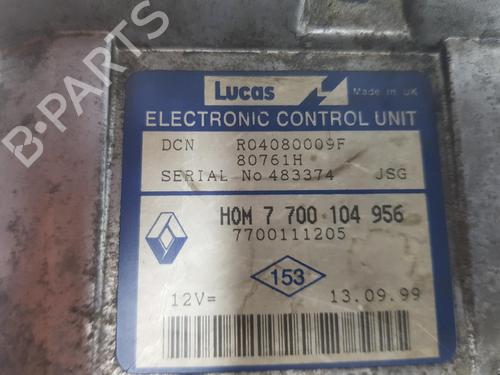 B-PARTS
Lucas Made in UK
ELECTRONIC CONTROL UNIT
DCN R04080009F
80761H
SERIAL No 483374 JSG
HOM 7 700 104 956
7700111205
153
12V= 13.09.99